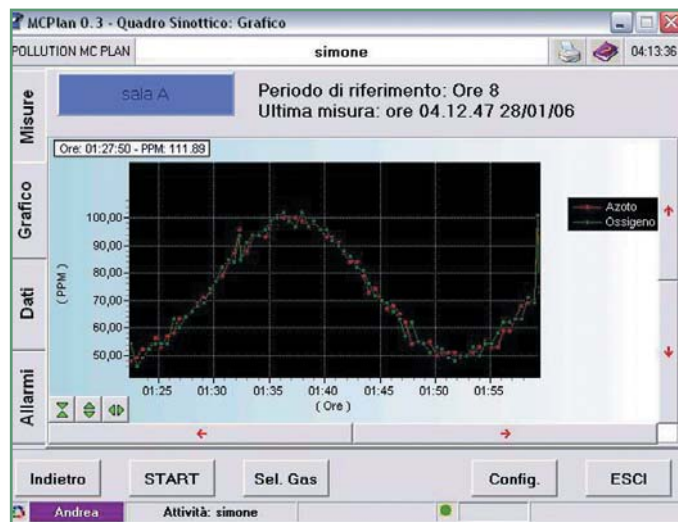 MCPlan 0.3 - Quadro Sinottico: Grafico
POLLUTION MC PLAN
simone
04:13:36
Misure
Grafico
Dati
Allarmi
sala A
Periodo di riferimento: Ore 8
Ultima misura: ore 04.12.47 28/01/06
Ore: 01:27:50 - PPM: 111.89
100,00
90,00
80,00
70,00
60,00
50,00
( PPM )
01:25 01:30 01:35 01:40 01:45 01:50 01:55
( Ore )
Azoto
Ossigeno
Indietro
START
Sel. Gas
Config.
ESCI
Andrea
Attività: simone